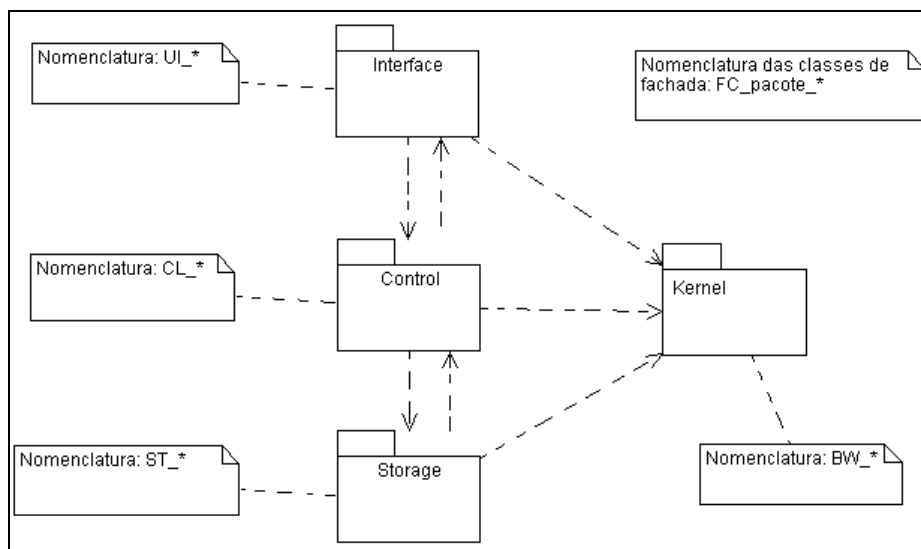 Nomenclatura: UI_*
Interface
Nomenclatura das classes de
fachada: FC_pacote_*
Nomenclatura: CL_*
Control
Kernel
Nomenclatura: ST_*
Storage
Nomenclatura: BW_*